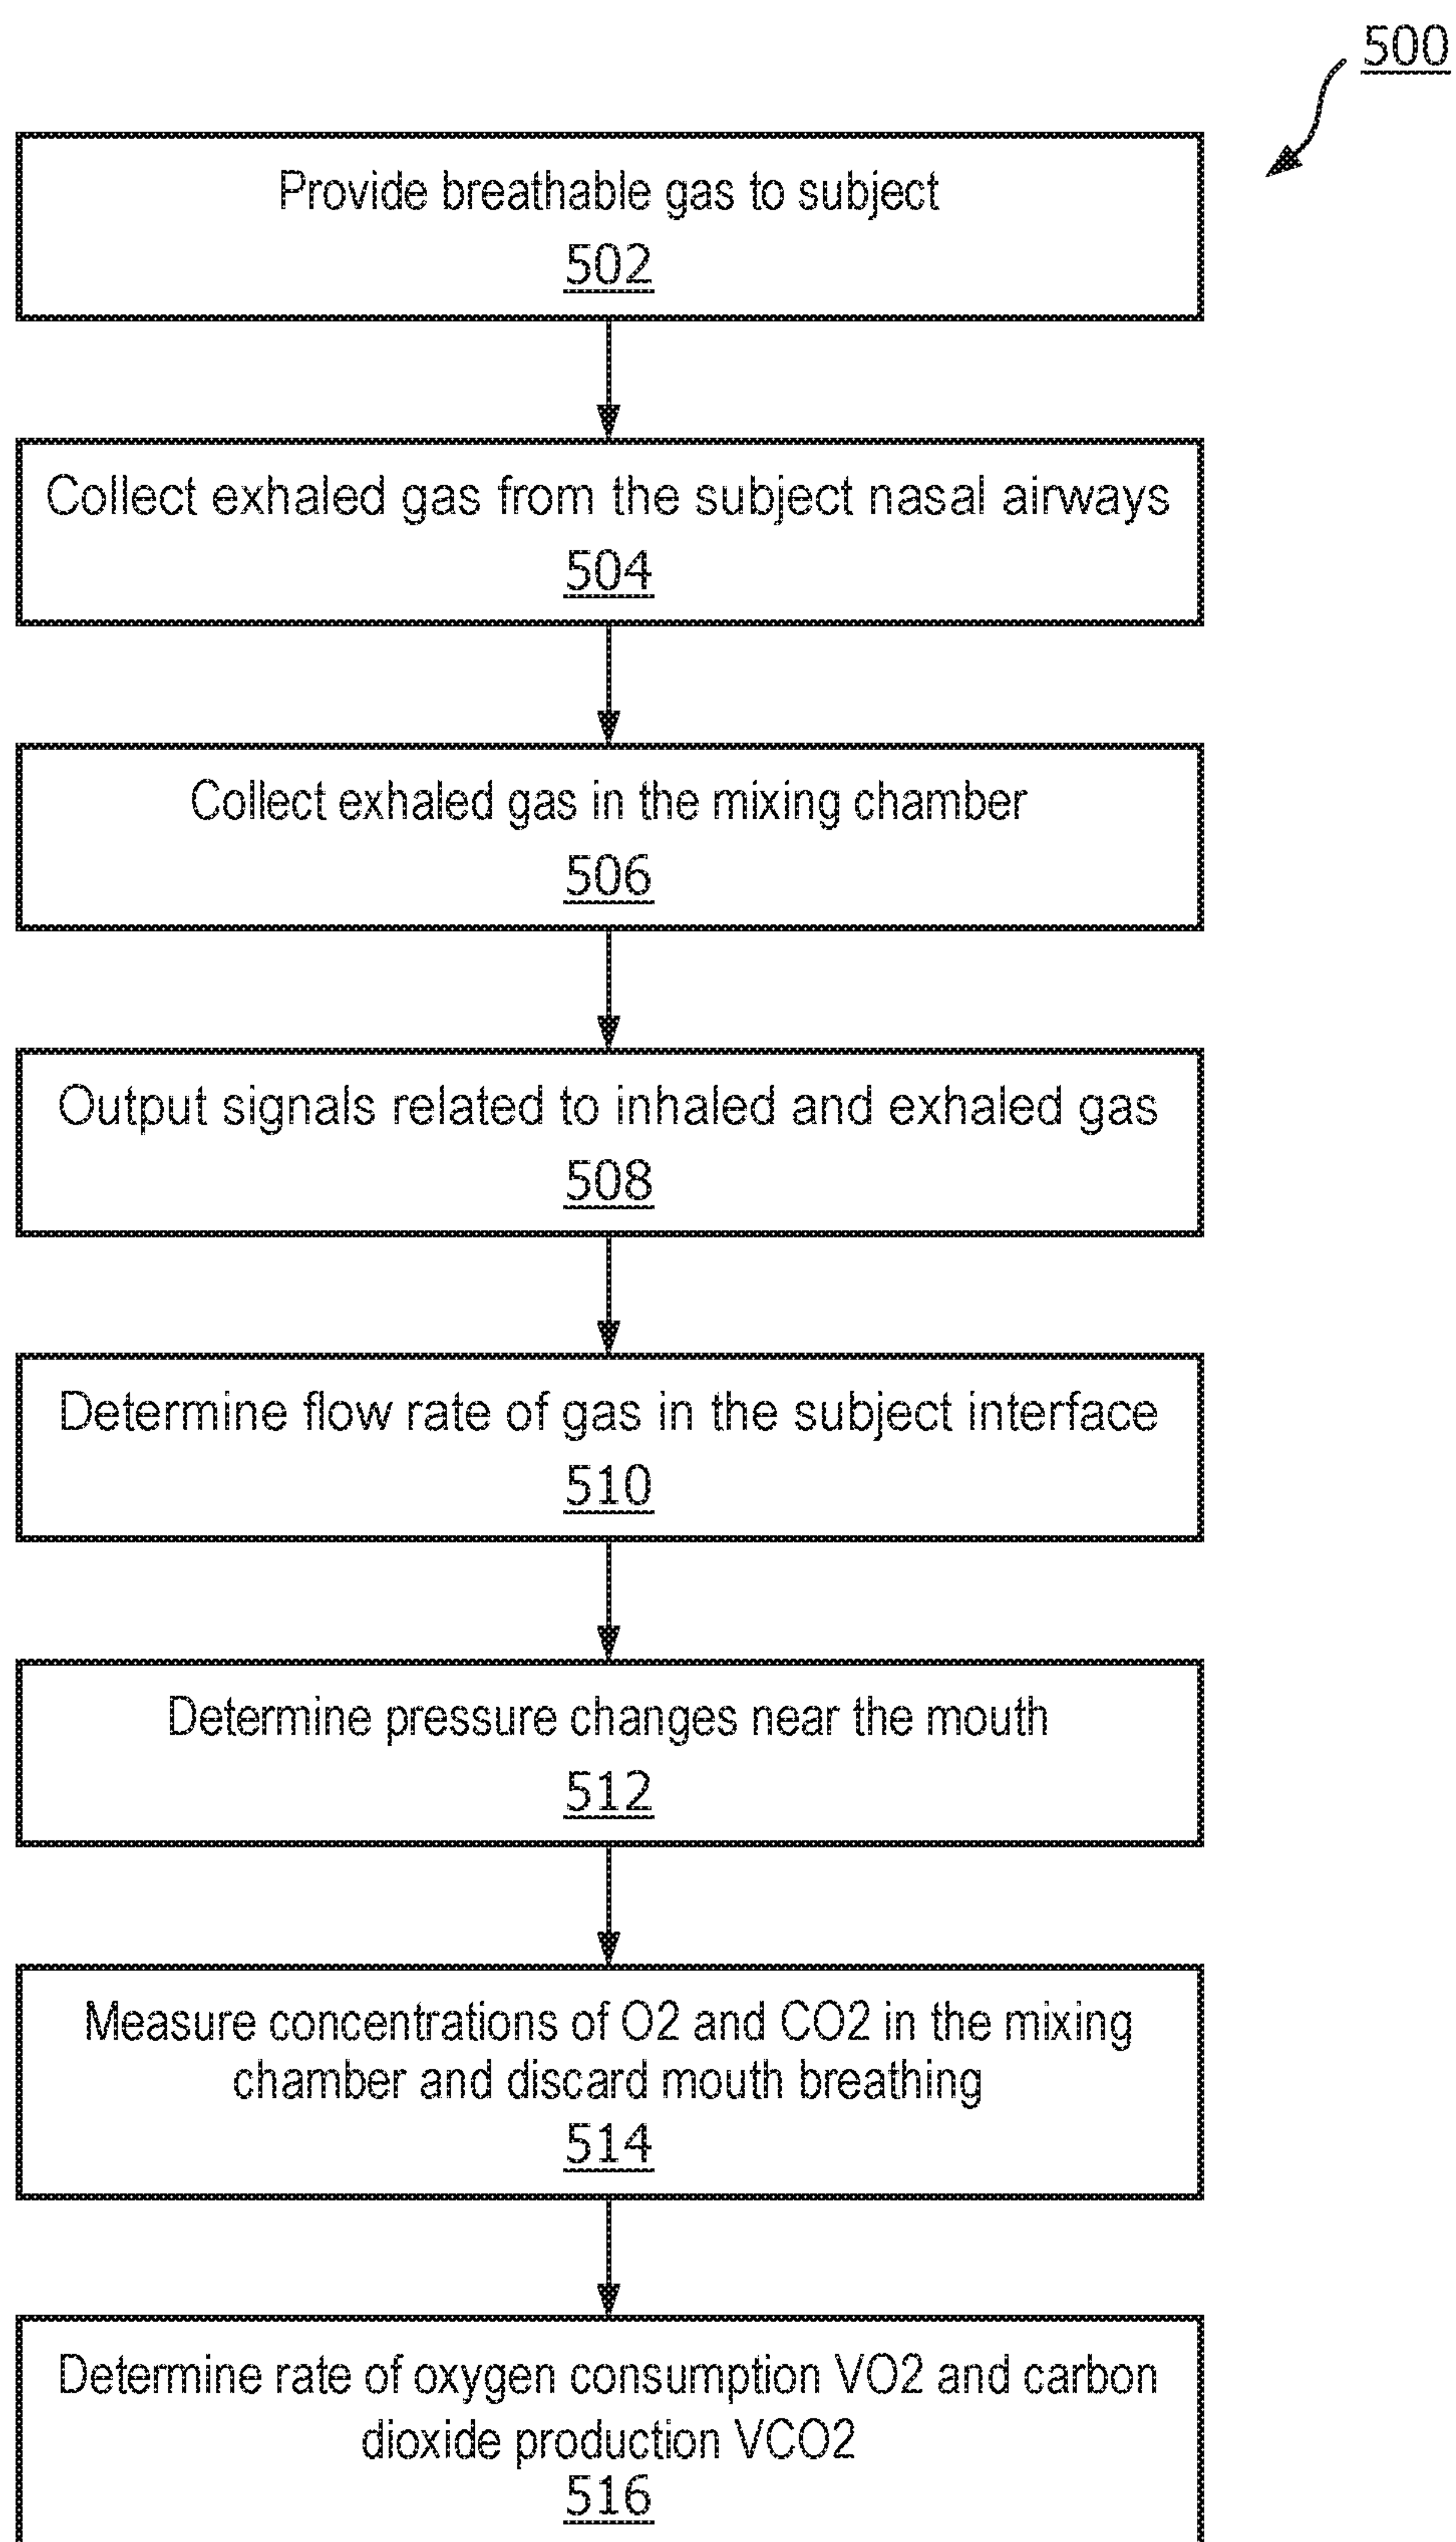 500
Provide breathable gas to subject
502
Collect exhaled gas from the subject nasal airways
504
Collect exhaled gas in the mixing chamber
506
Output signals related to inhaled and exhaled gas
508
Determine flow rate of gas in the subject interface
510
Determine pressure changes near the mouth
512
Measure concentrations of O2 and CO2 in the mixing
chamber and discard mouth breathing
514
Determine rate of oxygen consumption VO2 and carbon
dioxide production VCO2
516